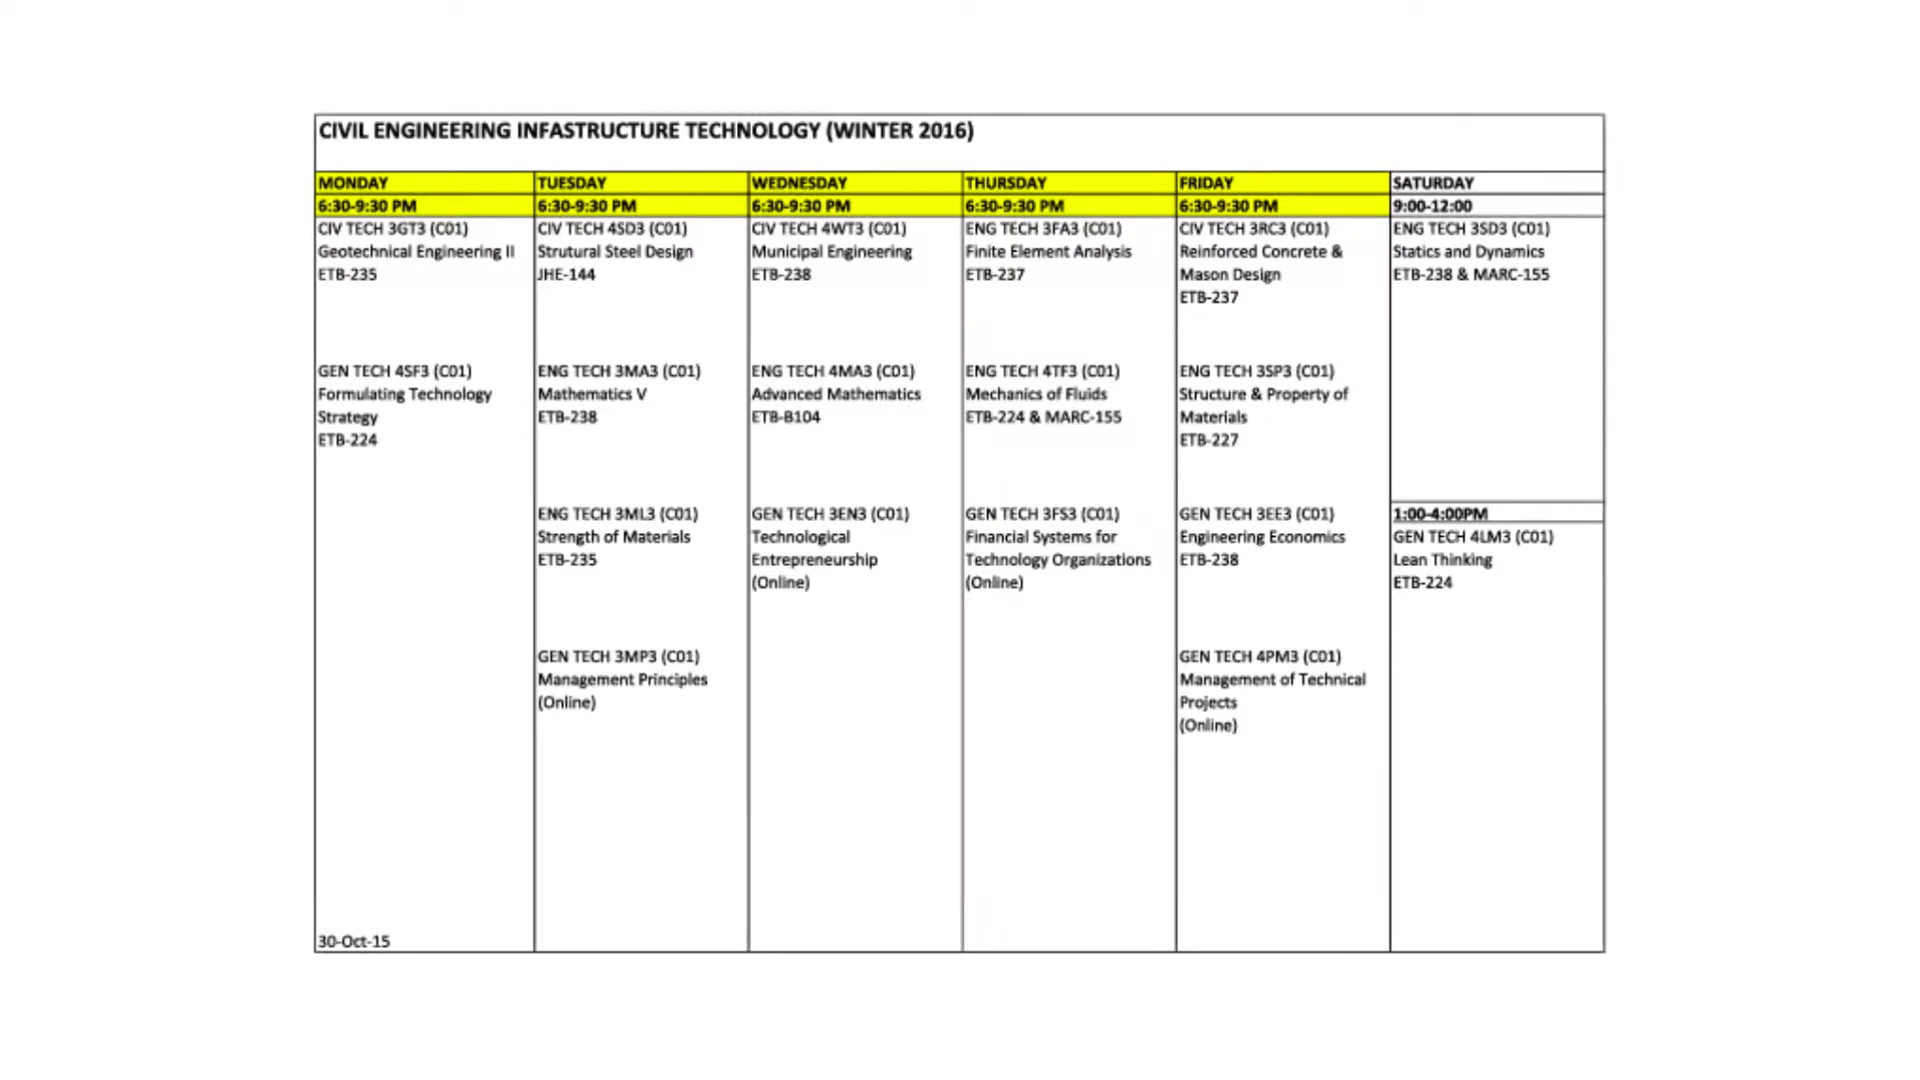 CIVIL ENGINEERING INFASTRUCTURE TECHNOLOGY (WINTER 2016)
MONDAY
6:30-9:30 PM
CIV TECH 3GT3 (C01)
Geotechnical Engineering II
ETB-235
GEN TECH 4SF3 (C01)
Formulating Technology
Strategy
ETB-224
30-Oct-15
TUESDAY
6:30-9:30 PM
CIV TECH 4SD3 (C01)
Strutural Steel Design
JHE-144
ENG TECH 3MA3 (C01)
Mathematics V
ETB-238
ENG TECH 3ML3 (C01)
Strength of Materials
ETB-235
GEN TECH 3MP3 (C01)
Management Principles
(Online)
WEDNESDAY
6:30-9:30 PM
CIV TECH 4WT3 (C01)
Municipal Engineering
ETB-238
ENG TECH 4MA3 (C01)
Advanced Mathematics
ETB-B104
GEN TECH 3EN3 (C01)
Technological
Entrepreneurship
(Online)
THURSDAY
6:30-9:30 PM
ENG TECH 3FA3 (C01)
Finite Element Analysis
ETB-237
ENG TECH 4TF3 (C01)
Mechanics of Fluids
ETB-224 & MARC-155
GEN TECH 3FS3 (C01)
Financial Systems for
Technology Organizations
(Online)
FRIDAY
6:30-9:30 PM
CIV TECH 3RC3 (C01)
Reinforced Concrete &
Mason Design
ETB-237
ENG TECH 3SP3 (C01)
Structure & Property of
Materials
ETB-227
GEN TECH 3EE3 (C01)
Engineering Economics
ETB-238
GEN TECH 4PM3 (C01)
Management of Technical
Projects
(Online)
SATURDAY
9:00-12:00
ENG TECH 3SD3 (C01)
Statics and Dynamics
ETB-238 & MARC-155
1:00-4:00PM
GEN TECH 4LM3 (C01)
Lean Thinking
ETB-224